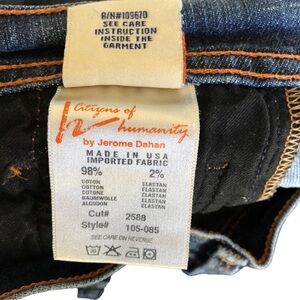 R/N#109670
SEE CARE
INSTRUCTION
INSIDE THE
GARMENT
Citizens of
humanity
by Jerome Dahan
MADE IN USA
IMPORTED FABRIC
98% 2%
COTON ELASTAN
COTTON ELASTAN
COTONE ELASTAN
BAUMWOLLE ELASTAN
ALGODON ELASTAN
Cut# 2588
Style# 105-085
SEE CARE ON REVERSE